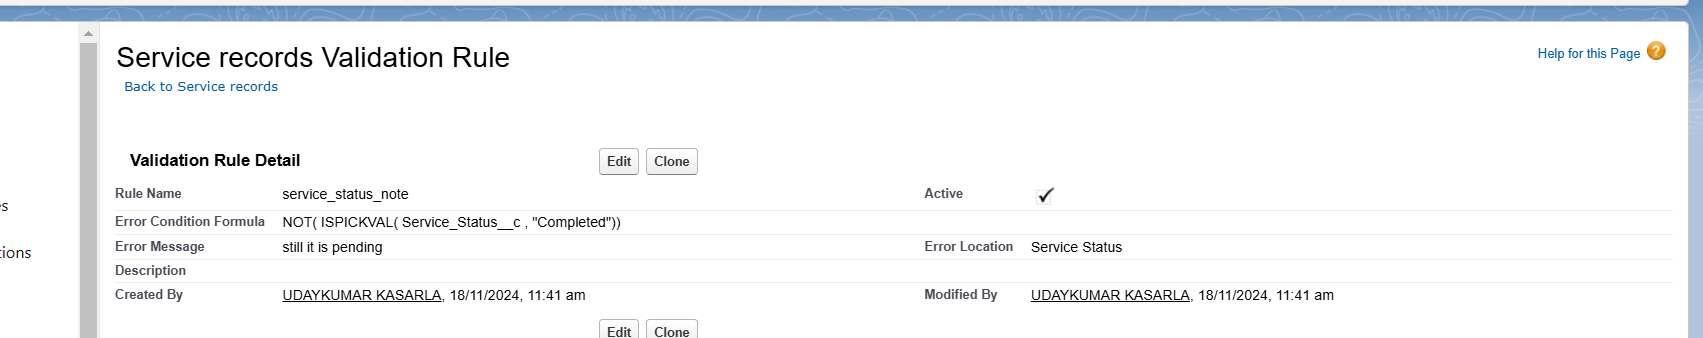 Service records Validation Rule
Help for this Page ?
Back to Service records
Validation Rule Detail
Edit Clone
Rule Name service_status_note Active
s
Error Condition Formula NOT( ISPICKVAL( Service_Status__c , "Completed"))
Error Message still it is pending Error Location Service Status
tions
Description
Created By UDAYKUMAR KASARLA, 18/11/2024, 11:41 am Modified By UDAYKUMAR KASARLA, 18/11/2024, 11:41 am
Edit Clone